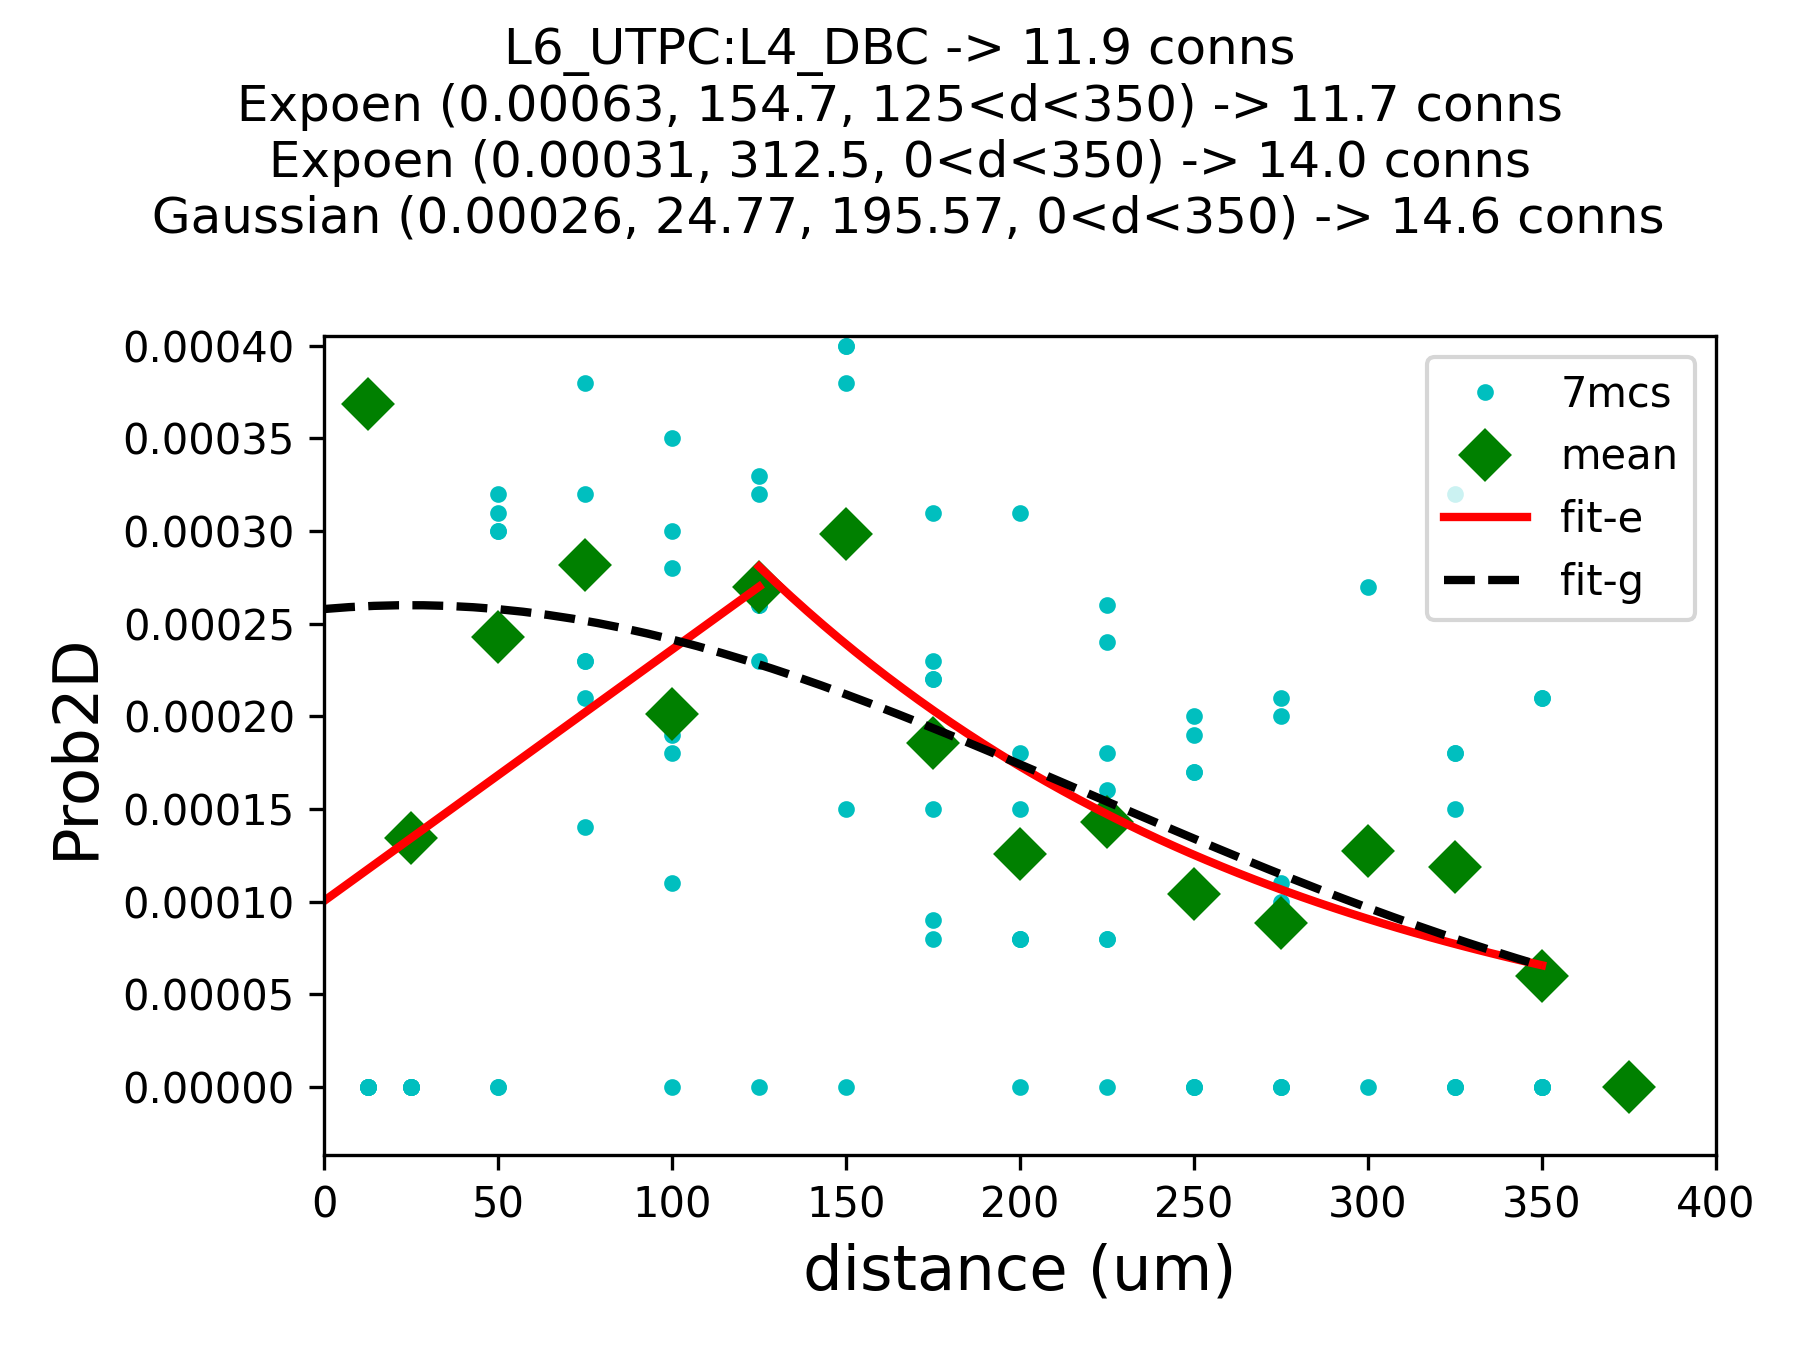 L6_UTPC:L4_DBC -> 11.9 conns
Expoen (0.00063, 154.7, 125<d<350) -> 11.7 conns
Expoen (0.00031, 312.5, 0<d<350) -> 14.0 conns
Gaussian (0.00026, 24.77, 195.57, 0<d<350) -> 14.6 conns
0.00040
0.00035
0.00030
0.00025
0.00020
0.00015
0.00010
0.00005
0.00000
Prob2D
7mcs
mean
fit-e
fit-g
0 50 100 150 200 250 300 350 400
distance (um)